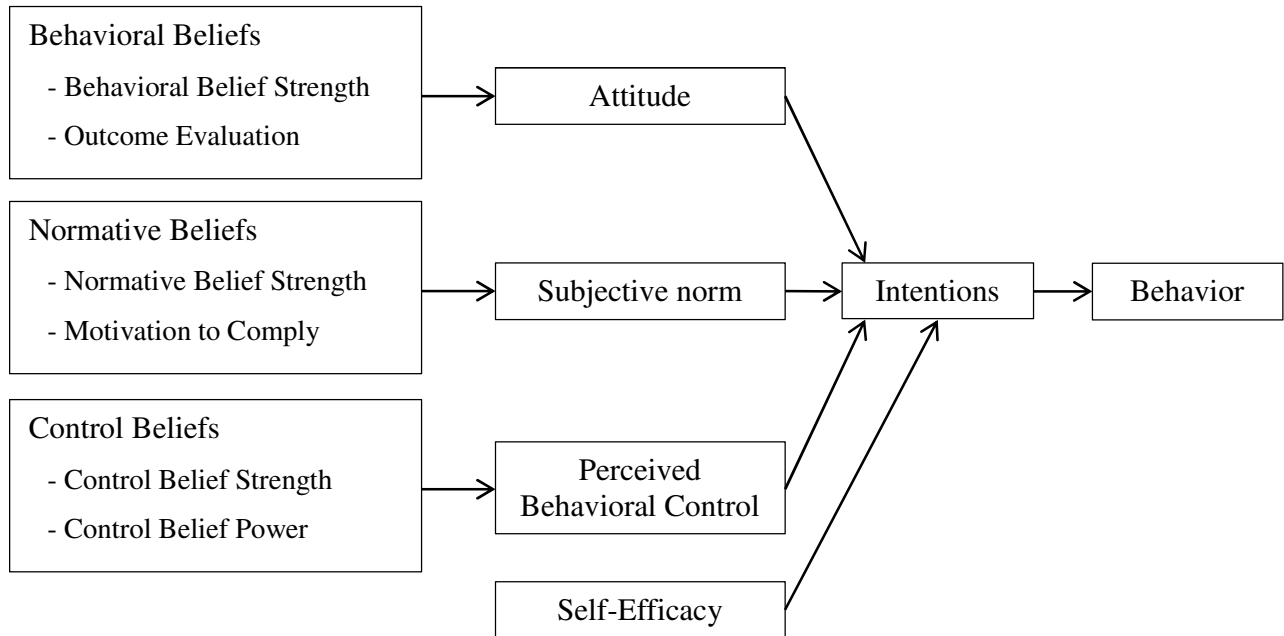 Behavioral Beliefs
- Behavioral Belief Strength
- Outcome Evaluation
Attitude
Normative Beliefs
- Normative Belief Strength
- Motivation to Comply
Subjective norm
Intentions
Behavior
Control Beliefs
- Control Belief Strength
- Control Belief Power
Perceived
Behavioral Control
Self-Efficacy